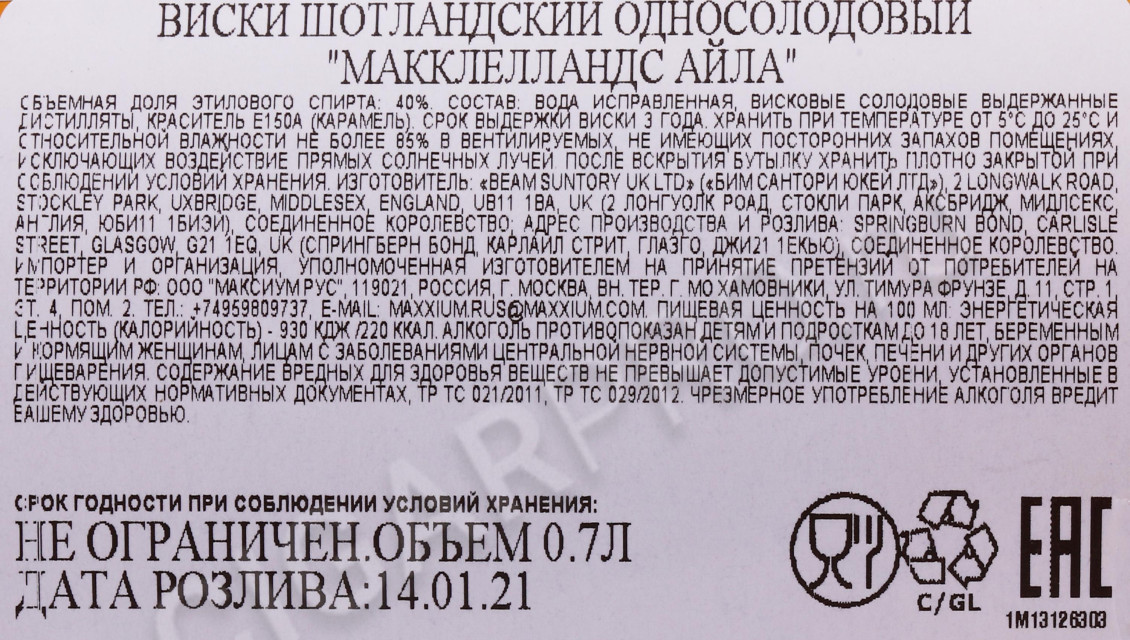 ВИСКИ ШОТЛАНДСКИЙ ОДНОСОЛОДОВЫЙ
"МАККЛЕЛЛАНДС АЙЛА"
ОБЪЕМНАЯ ДОЛЯ ЭТИЛОВОГО СПИРТА: 40%. СОСТАВ: ВОДА ИСПРАВЛЕННАЯ, ВИСКОВЫЕ СОЛОДОВЫЕ ВЫДЕРЖАННЫЕ
ДИСТИЛЛЯТЫ, КРАСИТЕЛЬ Е150А (КАРАМЕЛЬ). СРОК ВЫДЕРЖКИ ВИСКИ 3 ГОДА. ХРАНИТЬ ПРИ ТЕМПЕРАТУРЕ ОТ 5°С ДО 25°С И
ОТНОСИТЕЛЬНОЙ ВЛАЖНОСТИ НЕ БОЛЕЕ 85% В ВЕНТИЛИРУЕМЫХ, НЕ ИМЕЮЩИХ ПОСТОРОННИХ ЗАПАХОВ ПОМЕЩЕНИЯХ,
ИСКЛЮЧАЮЩИХ ВОЗДЕЙСТВИЕ ПРЯМЫХ СОЛНЕЧНЫХ ЛУЧЕЙ. ПОСЛЕ ВСКРЫТИЯ БУТЫЛКУ ХРАНИТЬ ПЛОТНО ЗАКРЫТОЙ ПРИ
СОБЛЮДЕНИИ УСЛОВИЙ ХРАНЕНИЯ. ИЗГОТОВИТЕЛЬ: «BEAM SUNTORY UK LTD» («БИМ САНТОРИ ЮКЕЙ ЛТД»), 2 LONGWALK ROAD,
STOCKLEY PARK, UXBRIDGE, MIDDLESEX, ENGLAND, UB11 1BA, UK (2 ЛОНГУОЛК РОАД, СТОКЛИ ПАРК, АКСБРИДЖ, МИДЛСЕКС,
АНГЛИЯ, ЮБИ11 1БИЭЙ), СОЕДИНЕННОЕ КОРОЛЕВСТВО; АДРЕС ПРОИЗВОДСТВА И РОЗЛИВА: SPRINGBURN BOND, CARLISLE
STREET, GLASGOW, G21 1EQ, UK (СПРИНГБЕРН БОНД, КАРЛАЙЛ СТРИТ, ГЛАЗГО, ДЖИ21 1ЕКЬЮ), СОЕДИНЕННОЕ КОРОЛЕВСТВО.
ИМПОРТЕР И ОРГАНИЗАЦИЯ, УПОЛНОМОЧЕННАЯ ИЗГОТОВИТЕЛЕМ НА ПРИНЯТИЕ ПРЕТЕНЗИЙ ОТ ПОТРЕБИТЕЛЕЙ НА
ТЕРРИТОРИИ РФ: ООО "МАКСИУМ РУС", 119021, РОССИЯ, Г. МОСКВА, ВН. ТЕР. Г. МО ХАМОВНИКИ, УЛ. ТИМУРА ФРУНЗЕ, Д. 11, СТР. 1,
ЭТ. 4, ПОМ. 2. ТЕЛ.: +74959809737, E-MAIL: MAXXIUM.RUS@MAXXIUM.COM. ПИЩЕВАЯ ЦЕННОСТЬ НА 100 МЛ: ЭНЕРГЕТИЧЕСКАЯ
ЦЕННОСТЬ (КАЛОРИЙНОСТЬ) - 930 КДЖ /220 ККАЛ. АЛКОГОЛЬ ПРОТИВОПОКАЗАН ДЕТЯМ И ПОДРОСТКАМ ДО 18 ЛЕТ, БЕРЕМЕННЫМ
И КОРМЯЩИМ ЖЕНЩИНАМ, ЛИЦАМ С ЗАБОЛЕВАНИЯМИ ЦЕНТРАЛЬНОЙ НЕРВНОЙ СИСТЕМЫ, ПОЧЕК, ПЕЧЕНИ И ДРУГИХ ОРГАНОВ
ПИЩЕВАРЕНИЯ. СОДЕРЖАНИЕ ВРЕДНЫХ ДЛЯ ЗДОРОВЬЯ ВЕЩЕСТВ НЕ ПРЕВЫШАЕТ ДОПУСТИМЫЕ УРОВНИ, УСТАНОВЛЕННЫЕ В
ДЕЙСТВУЮЩИХ НОРМАТИВНЫХ ДОКУМЕНТАХ, ТР ТС 021/2011, ТР ТС 029/2012. ЧРЕЗМЕРНОЕ УПОТРЕБЛЕНИЕ АЛКОГОЛЯ ВРЕДИТ
ВАШЕМУ ЗДОРОВЬЮ.
СРОК ГОДНОСТИ ПРИ СОБЛЮДЕНИИ УСЛОВИЙ ХРАНЕНИЯ:
НЕ ОГРАНИЧЕН.ОБЪЕМ 0.7Л
ДАТА РОЗЛИВА:14.01.21
C/GL
EAC
1M13126303